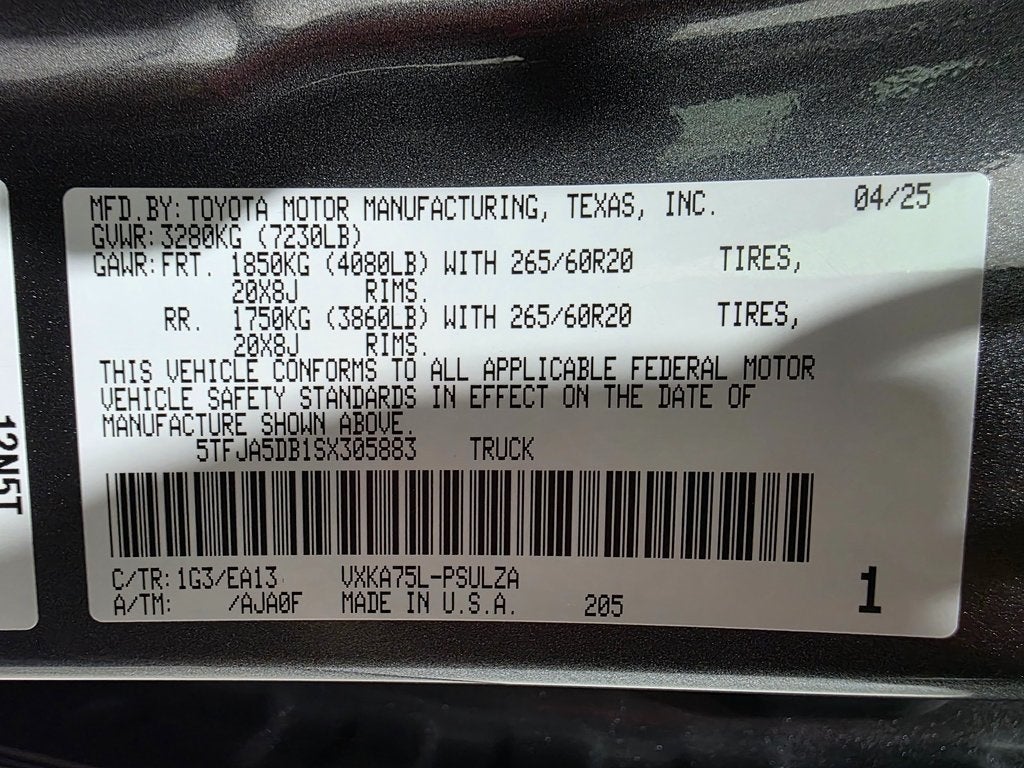 MFD.BY:TOYOTA MOTOR MANUFACTURING, TEXAS, INC. 04/25
GVWR:3280KG (7230LB)
GAWR:FRT. 1850KG (4080LB) WITH 265/60R20 TIRES,
20X8J RIMS.
RR. 1750KG (3860LB) WITH 265/60R20 TIRES,
20X8J RIMS.
THIS VEHICLE CONFORMS TO ALL APPLICABLE FEDERAL MOTOR
VEHICLE SAFETY STANDARDS IN EFFECT ON THE DATE OF
MANUFACTURE SHOWN ABOVE.
5TFJA5DB1SX305883 TRUCK
C/TR:1G3/EA13 VXKA75L-PSULZA
A/TM: /AJA0F MADE IN U.S.A. 205 1
12N5T